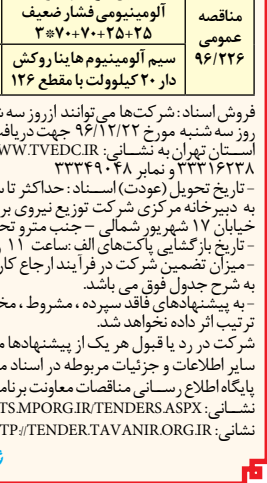 مناقصه
عمومی
۹۶/۲۲۶
آلومینیومی فشار ضعیف
۲۵+۲۵+۷۰+۷۰*۳
سیم آلومینیوم هاینا روکش
دار ۲۰ کیلوولت با مقطع ۱۲۶
فروش اسناد : شرکت‌ها می‌توانند از روز سه
روز سه شنبه مورخ ۹۶/۱۲/۲۲ جهت دریافت
استان تهران به نشانی: WW.TVEDC.IR
۳۳۳۱۶۲۳۸ و نمابر ۳۳۳۴۹۰۴۸
- تاریخ تحویل (عودت) اسناد : حداکثر تا
به دبیرخانه مرکزی شرکت توزیع نیروی بر
خیابان ۱۷ شهریور شمالی – جنب مترو
- تاریخ بازگشایی پاکت‌های الف :ساعت ۱۱
- میزان تضمین شرکت در فرآیند ارجاع کار
به شرح جدول فوق می باشد.
- به پیشنهادهای فاقد سپرده ، مشروط ،
ترتیب اثر داده نخواهد شد.
شرکت در رد یا قبول هر یک از پیشنهادها
سایر اطلاعات و جزئیات مربوطه در اسناد
پایگاه اطلاع رسانی مناقصات معاونت
نشانی: TS.MPORG.IR/TENDERS.ASPX
نشانی: TP://TENDER.TAVANIR.ORG.IR